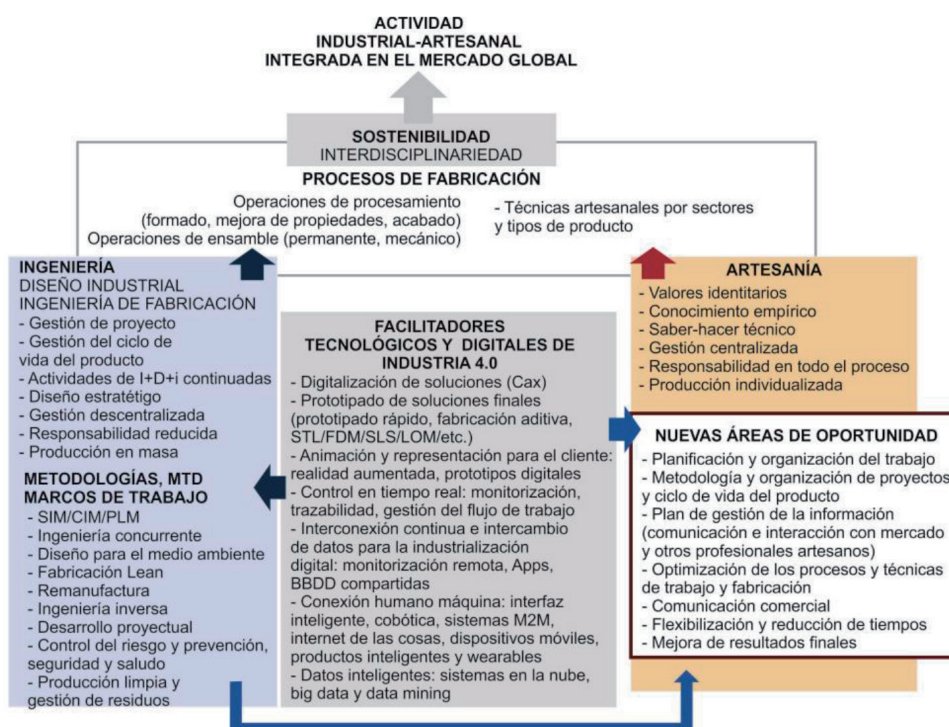 ACTIVIDAD
INDUSTRIAL-ARTESANAL
INTEGRADA EN EL MERCADO GLOBAL
SOSTENIBILIDAD
INTERDISCIPLINARIEDAD
PROCESOS DE FABRICACIÓN
Operaciones de procesamiento
(formado, mejora de propiedades, acabado)
Operaciones de ensamble (permanente, mecánico)
- Técnicas artesanales por sectores
y tipos de producto
INGENIERÍA
DISEÑO INDUSTRIAL
INGENIERÍA DE FABRICACIÓN
- Gestión de proyecto
- Gestión del ciclo de
vida del producto
- Actividades de I+D+i continuadas
- Diseño estratétigo
- Gestión descentralizada
- Responsabilidad reducida
- Producción en masa
METODOLOGÍAS, MTD
MARCOS DE TRABAJO
- SIM/CIM/PLM
- Ingeniería concurrente
- Diseño para el medio ambiente
- Fabricación Lean
- Remanufactura
- Ingeniería inversa
- Desarrollo proyectual
- Control del riesgo y prevención,
seguridad y saludo
- Producción limpia y
gestión de residuos
FACILITADORES
TECNOLÓGICOS Y DIGITALES DE
INDUSTRIA 4.0
- Digitalización de soluciones (Cax)
- Prototipado de soluciones finales
(prototipado rápido, fabricación aditiva,
STL/FDM/SLS/LOM/etc.)
- Animación y representación para el cliente:
realidad aumentada, prototipos digitales
- Control en tiempo real: monitorización,
trazabilidad, gestión del flujo de trabajo
- Interconexión continua e intercambio
de datos para la industrialización
digital: monitorización remota, Apps,
BBDD compartidas
- Conexión humano máquina: interfaz
inteligente, cobótica, sistemas M2M,
internet de las cosas, dispositivos móviles,
productos inteligentes y wearables
- Datos inteligentes: sistemas en la nube,
big data y data mining
ARTESANÍA
- Valores identitarios
- Conocimiento empírico
- Saber-hacer técnico
- Gestión centralizada
- Responsabilidad en todo el proceso
- Producción individualizada
NUEVAS ÁREAS DE OPORTUNIDAD
- Planificación y organización del trabajo
- Metodología y organización de proyectos
y ciclo de vida del producto
- Plan de gestión de la información
(comunicación e interacción con mercado
y otros profesionales artesanos)
- Optimización de los procesos y técnicas
de trabajo y fabricación
- Comunicación comercial
- Flexibilización y reducción de tiempos
- Mejora de resultados finales